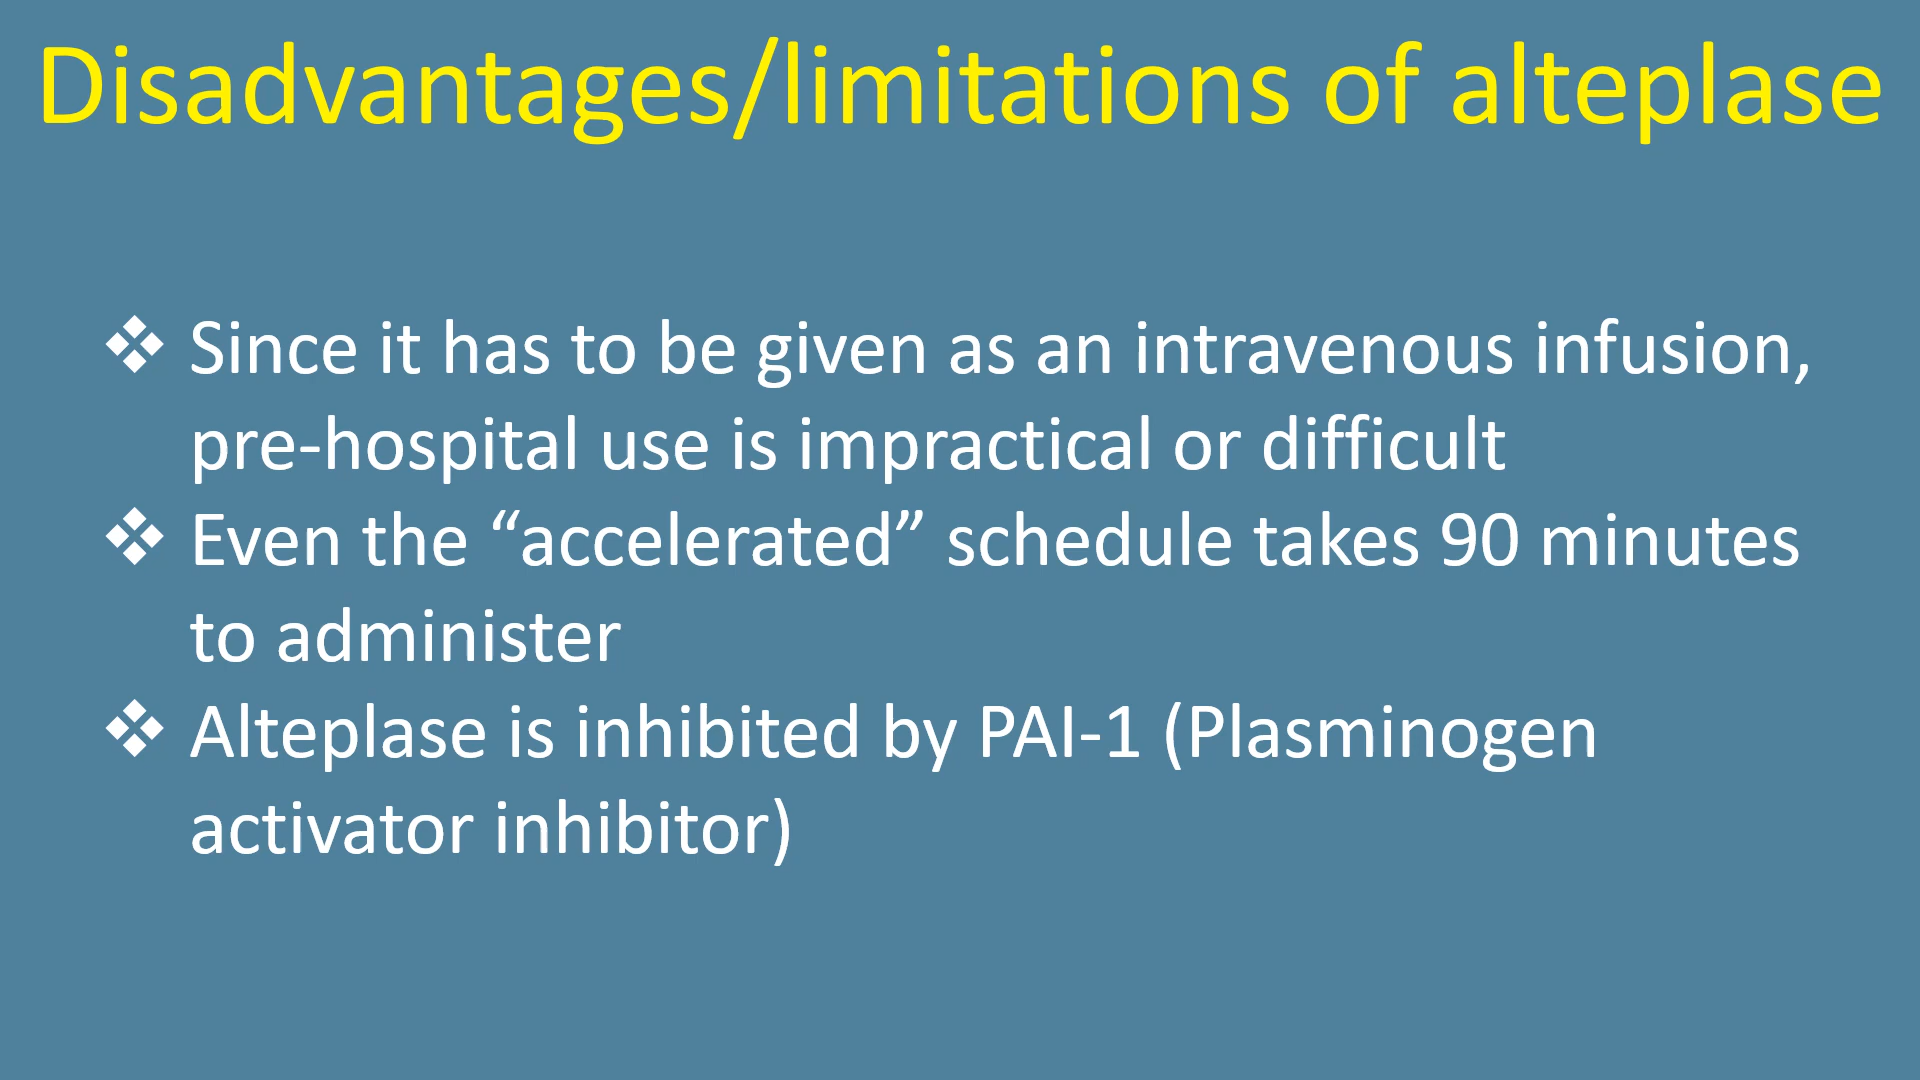 Disadvantages/limitations of alteplase
❖ Since it has to be given as an intravenous infusion,
pre-hospital use is impractical or difficult
❖ Even the “accelerated” schedule takes 90 minutes
to administer
❖ Alteplase is inhibited by PAI-1 (Plasminogen
activator inhibitor)